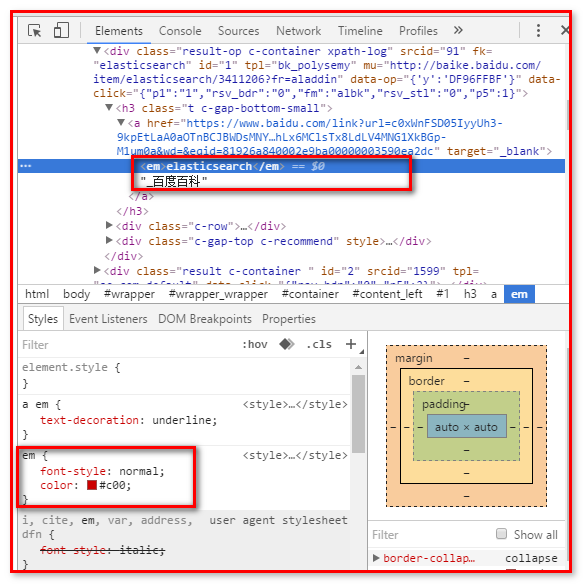 Elements Console Sources Network Timeline Profiles »
<div class="result-op c-container xpath-log" srcid="91" fk=
"elasticsearch" id="1" tpl="bk_polysemy" mu="http://baike.baidu.com/
item/elasticsearch/3411206?fr=aladdin" data-op="{'y':'DF96FFBF'}" data-
click="{"p1":"1","rsv_bdr":"0","fm":"albk","rsv_stl":"0","p5":1}">
<h3 class="t c-gap-bottom-small">
<a href="https://www.baidu.com/link?url=c0xWnFSD05IyyUh3-
9kpEtLaA0aOTnBCJBWDsMNY…hLx6MClsTx8LdLV4MNG1XkBGp-
M1um0a&wd=&eqid=81926a840002e9ba00000003590ea2dc" target="_blank">
<em>elasticsearch</em> == $0
"_百度百科"
</a>
</h3>
<div class="c-row">…</div>
<div class="c-gap-top c-recommend" style>…</div>
</div>
<div class="result c-container " id="2" srcid="1599" tpl=
html body #wrapper #wrapper_wrapper #container #content_left #1 h3 a em
Styles Event Listeners DOM Breakpoints Properties
Filter :hov .cls +
element.style {
}
a em { <style>…</style>
text-decoration: underline;
}
em { <style>…</style>
font-style: normal;
color: #c00;
}
i, cite, em, var, address, user agent stylesheet
dfn {
font-style: italic;
}
margin –
border –
padding–
– – – auto × auto – – –
–
–
–
Filter Show all
border-collap… collapse